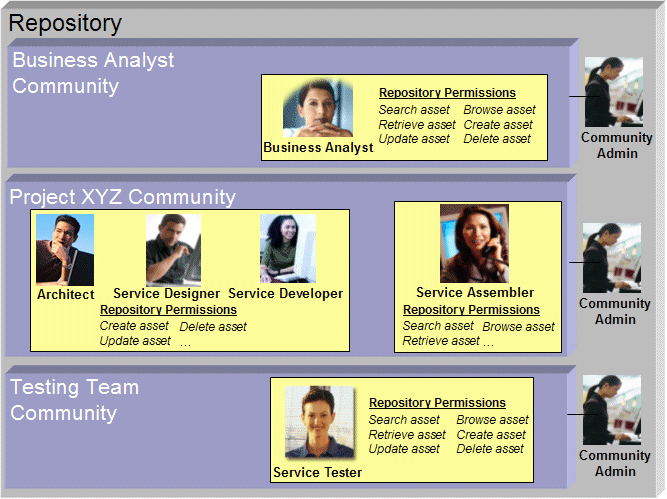 Repository
Business Analyst
Community
Repository Permissions
Search asset Browse asset
Retrieve asset Create asset
Update asset Delete asset
Business Analyst
Community
Admin
Project XYZ Community
Architect
Service Designer
Service Developer
Repository Permissions
Create asset Delete asset
Update asset ...
Service Assembler
Repository Permissions
Search asset Browse asset
Retrieve asset ...
Community
Admin
Testing Team
Community
Repository Permissions
Search asset Browse asset
Retrieve asset Create asset
Update asset Delete asset
Service Tester
Community
Admin